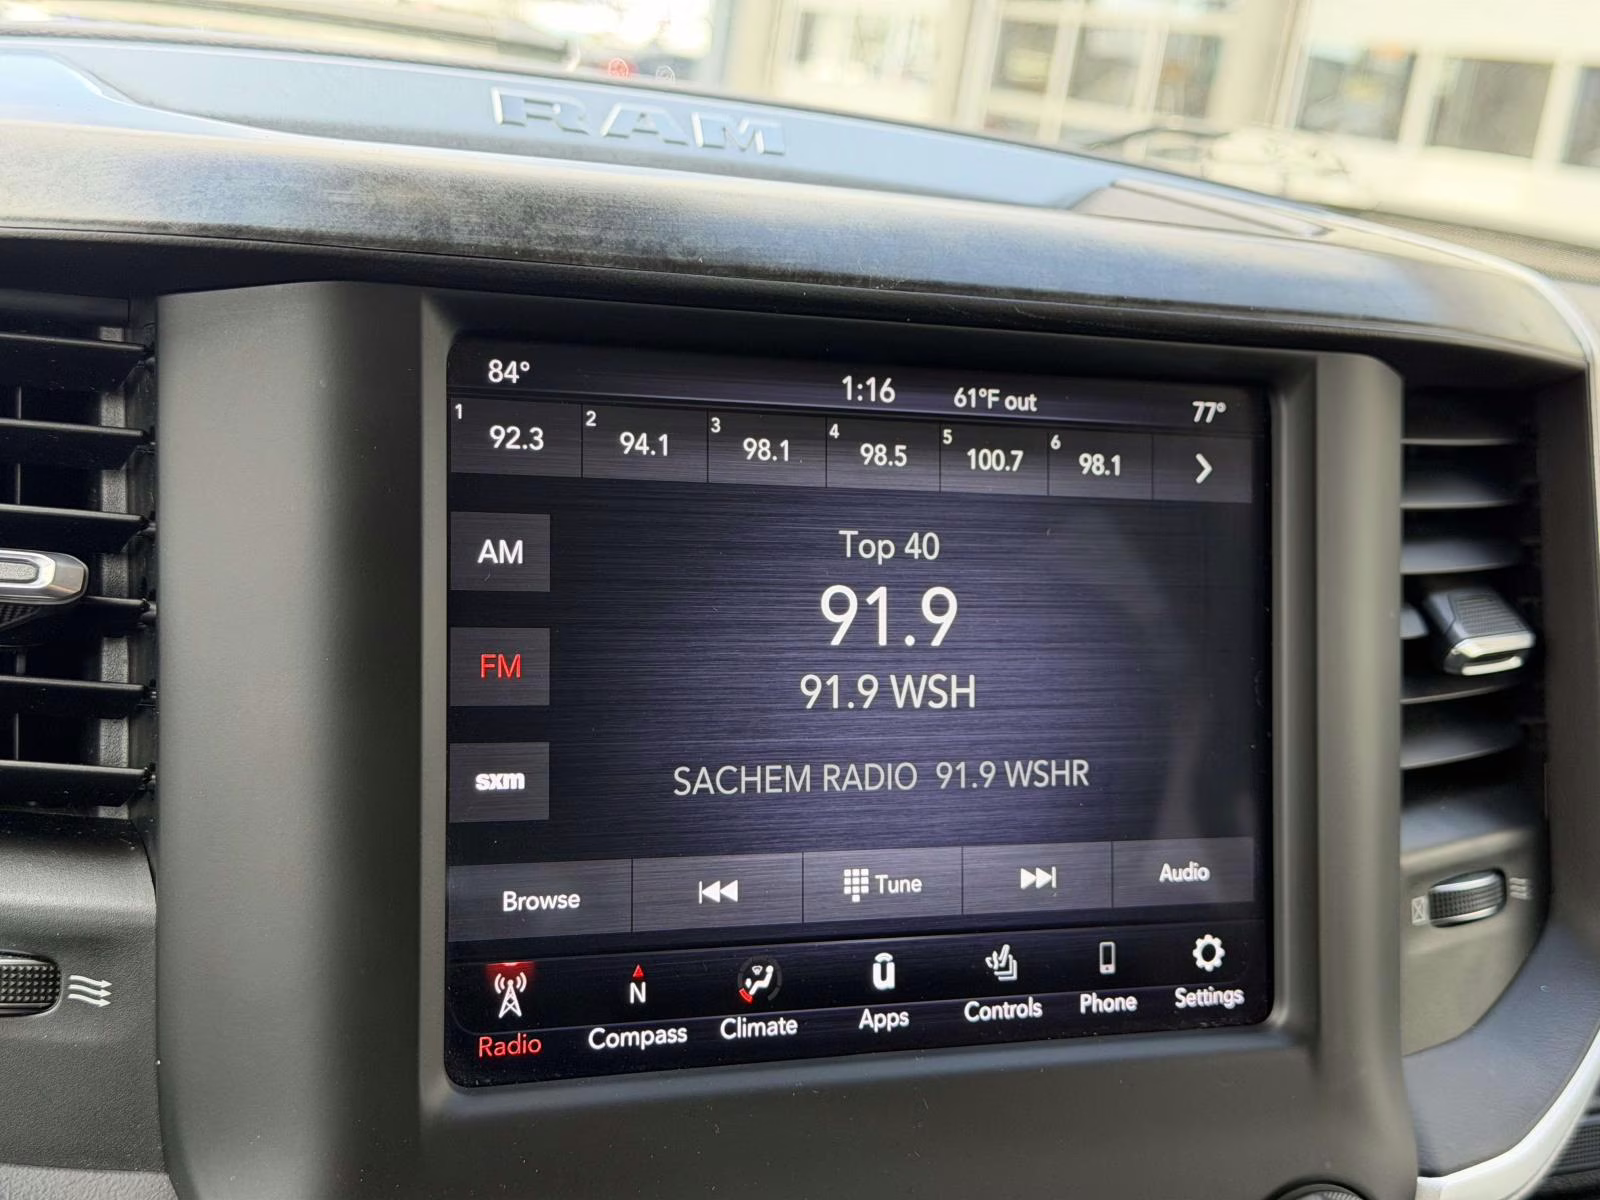 RAM
84° 1:16 61°F out 77°
1 92.3 2 94.1 3 98.1 4 98.5 5 100.7 6 98.1
AM
Top 40
91.9
FM
91.9 WSH
sxm
SACHEM RADIO 91.9 WSHR
Browse Tune Audio
N
Radio Compass Climate Apps Controls Phone Settings